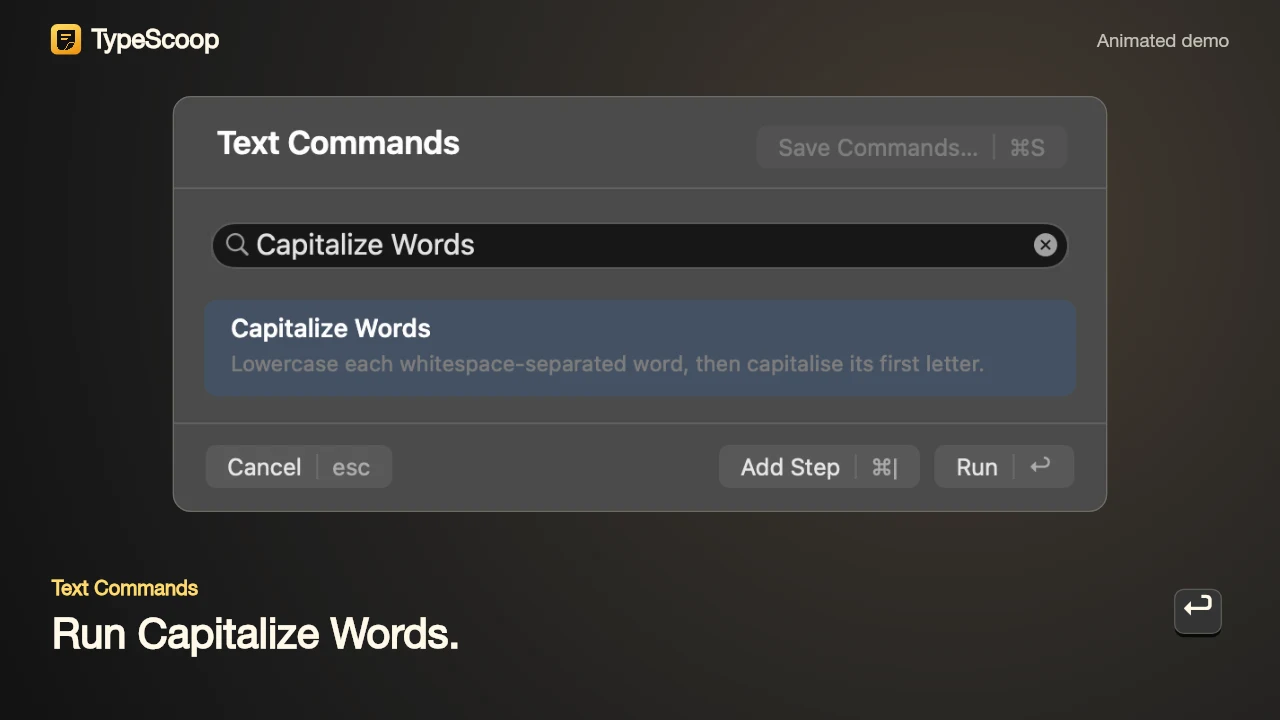 TypeScoop
Animated demo
Text Commands
Save Commands... ⌘S
Capitalize Words
Capitalize Words
Lowercase each whitespace-separated word, then capitalise its first letter.
Cancel esc
Add Step ⌘|
Run ↩
Text Commands
Run Capitalize Words.
↩